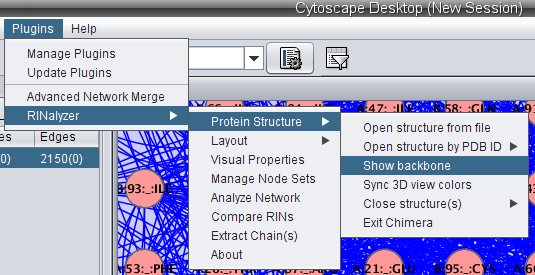 Cytoscape Desktop (New Session)
Plugins Help
Manage Plugins
Update Plugins
Advanced Network Merge
RINalyzer
Protein Structure
Layout
Visual Properties
Manage Node Sets
Analyze Network
Compare RINs
Extract Chain(s)
About
Open structure from file
Open structure by PDB ID
Show backbone
Sync 3D view colors
Close structure(s)
Exit Chimera
Edges
2150(0)
A:47:_:ILE
B:58:_:GLN
B:93:_:ILE
53:_:PHE
A:21:_:GLU
B:95:_:CYS